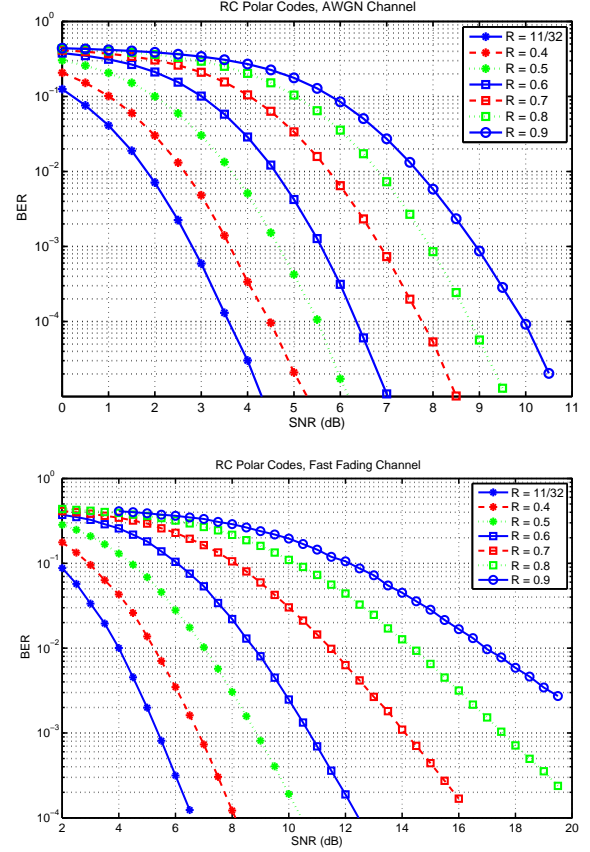 RC Polar Codes, AWGN Channel
10^0
10^-1
10^-2
10^-3
10^-4
BER
R = 11/32
R = 0.4
R = 0.5
R = 0.6
R = 0.7
R = 0.8
R = 0.9
0 1 2 3 4 5 6 7 8 9 10 11
SNR (dB)
RC Polar Codes, Fast Fading Channel
10^0
10^-1
10^-2
10^-3
10^-4
BER
R = 11/32
R = 0.4
R = 0.5
R = 0.6
R = 0.7
R = 0.8
R = 0.9
2 4 6 8 10 12 14 16 18 20
SNR (dB)